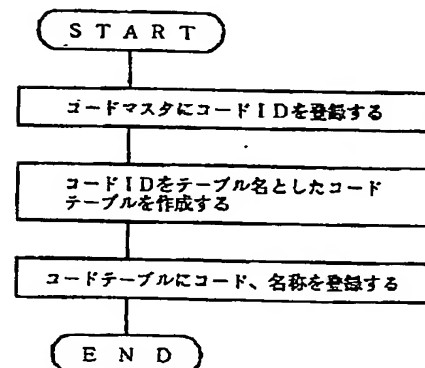 START
コードマスタにコードIDを登録する
コードIDをテーブル名としたコード
テーブルを作成する
コードテーブルにコード、名称を登録する
END